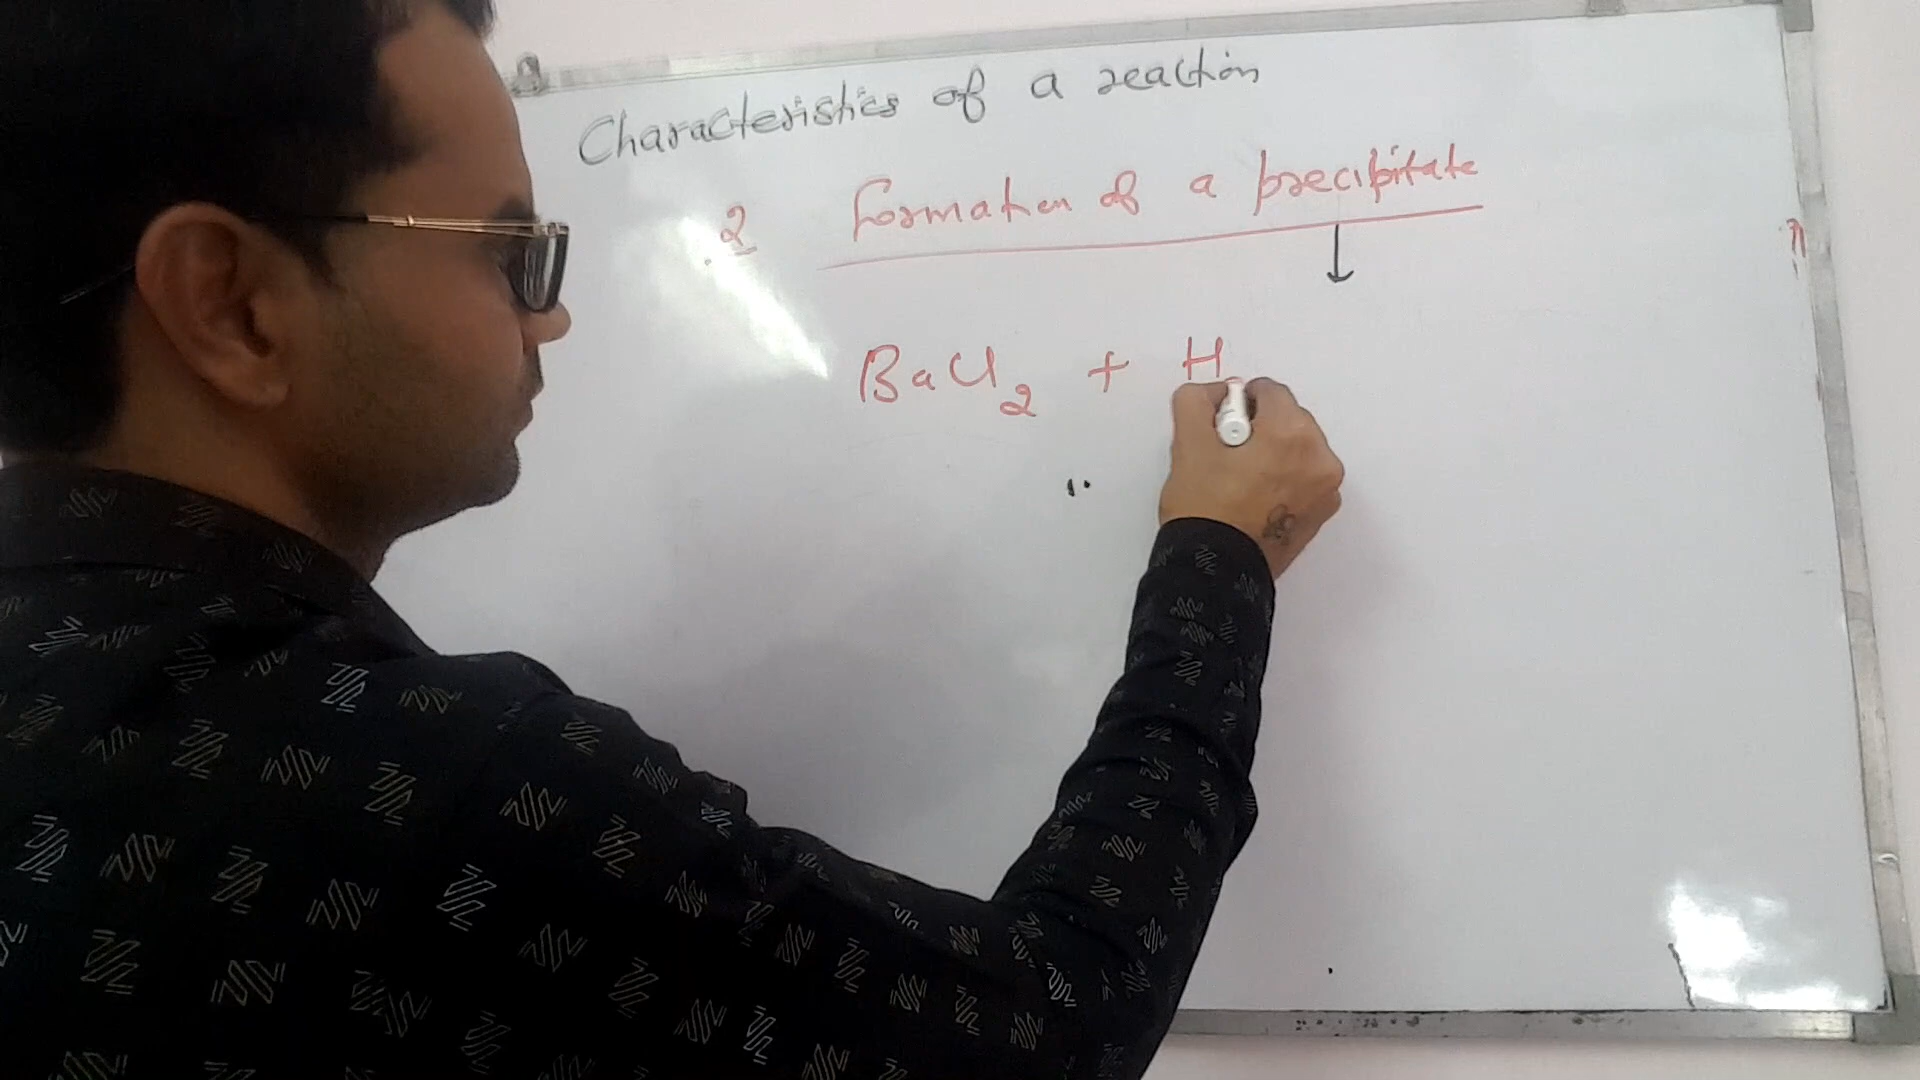 Characteristics of a reaction
2 Formation of a precipitate
↓
BaCl2 + H